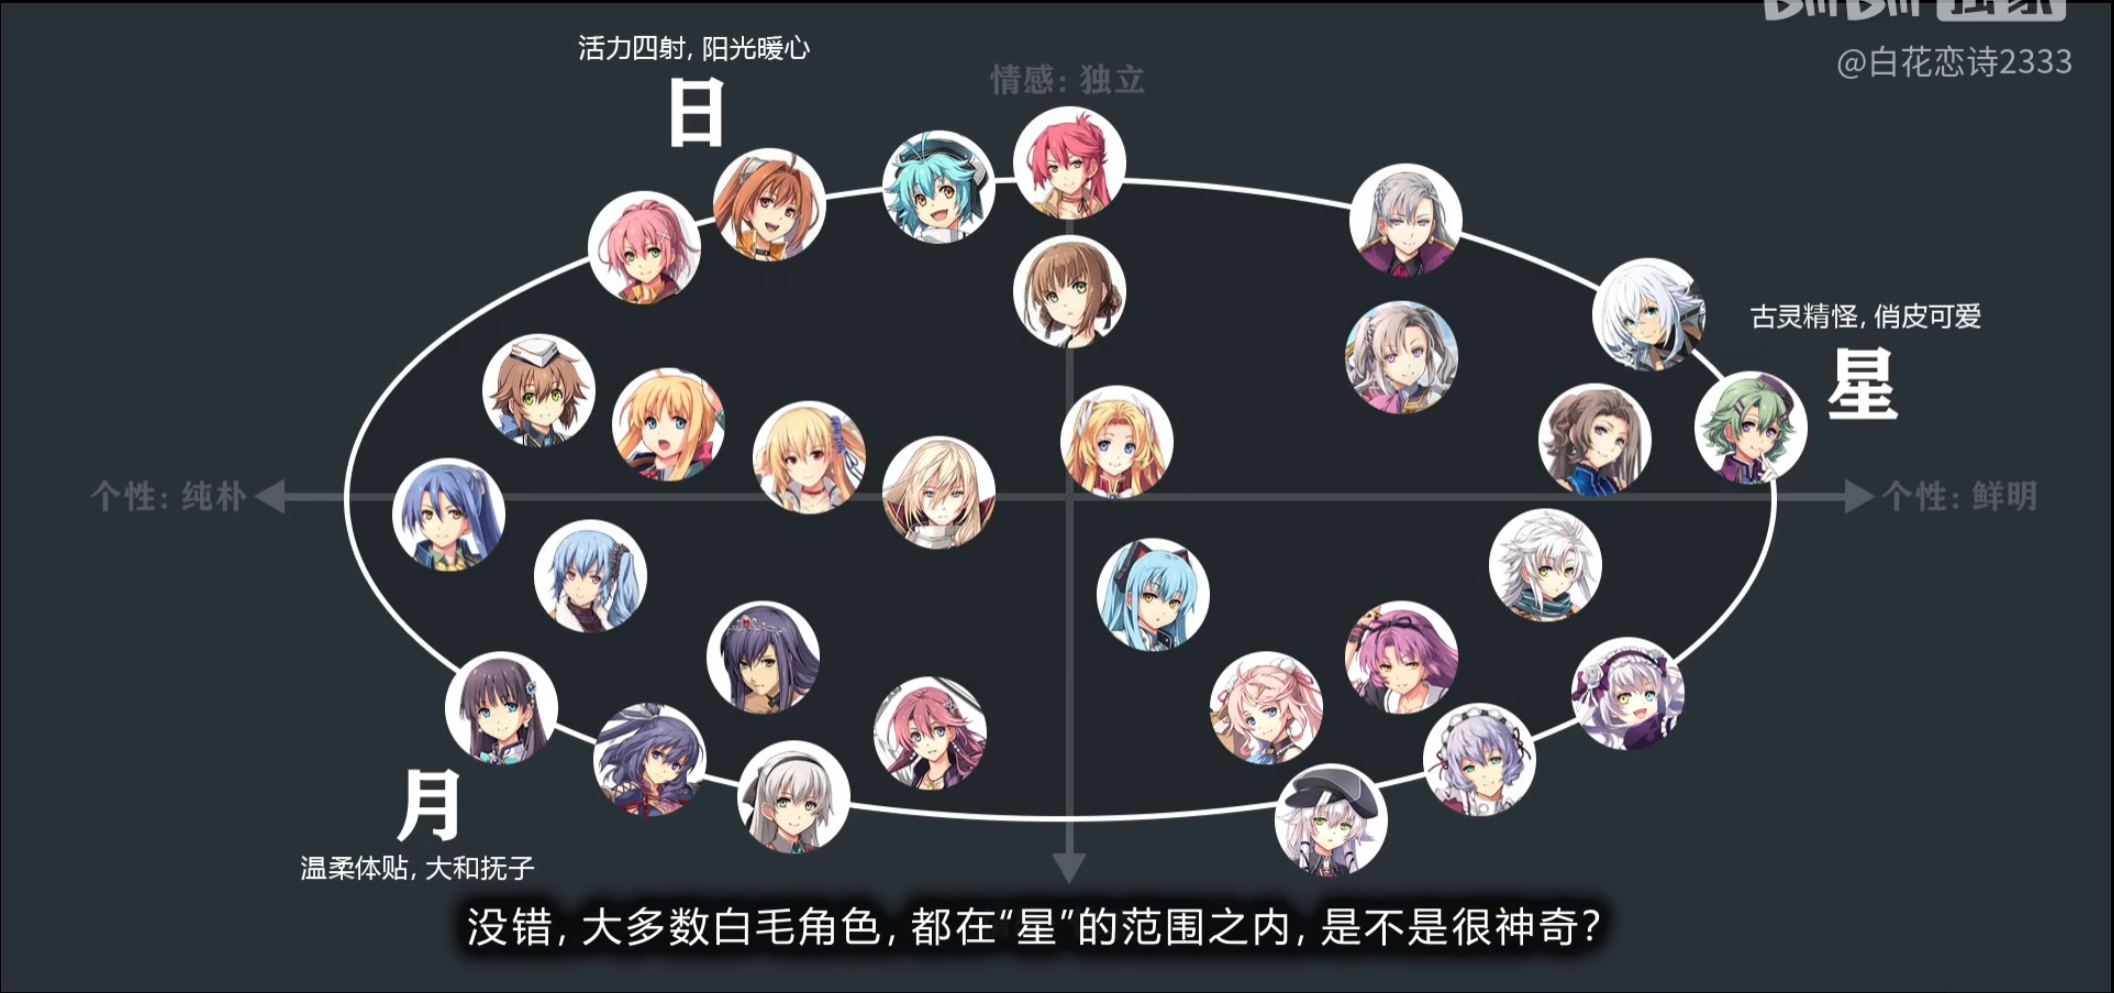 @白花恋诗2333
活力四射, 阳光暖心
日
情感: 独立
古灵精怪, 俏皮可爱
星
个性: 纯朴
个性: 鲜明
月
温柔体贴, 大和抚子
没错, 大多数白毛角色, 都在“星”的范围之内, 是不是很神奇?